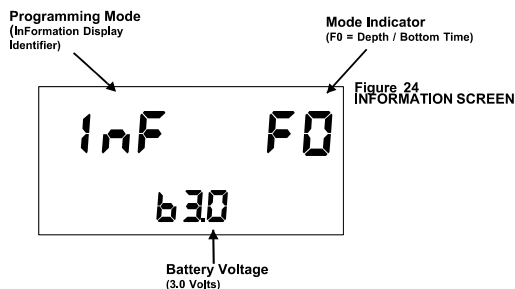 Programming Mode
(InFormation Display
Identifier)
Mode Indicator
(F0 = Depth / Bottom Time)
Figure 24
INFORMATION SCREEN
InF F0
b3.0
Battery Voltage
(3.0 Volts)